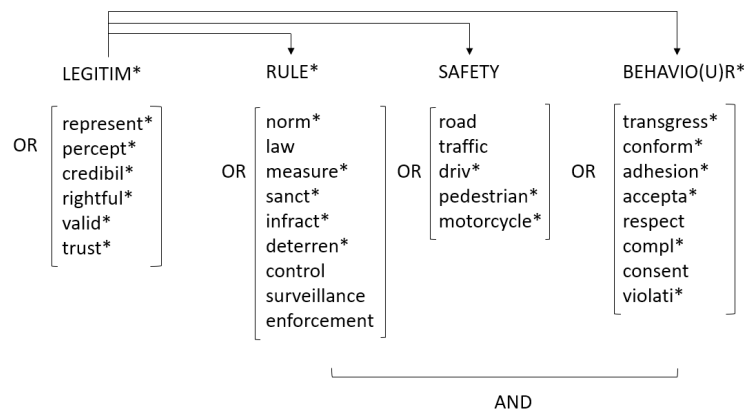 LEGITIM*
RULE*
SAFETY
BEHAVIO(U)R*
OR
represent*
percept*
credibil*
rightful*
valid*
trust*
OR
norm*
law
measure*
sanct*
infract*
deterren*
control
surveillance
enforcement
OR
road
traffic
driv*
pedestrian*
motorcycle*
OR
transgress*
conform*
adhesion*
accepta*
respect
compl*
consent
violati*
AND